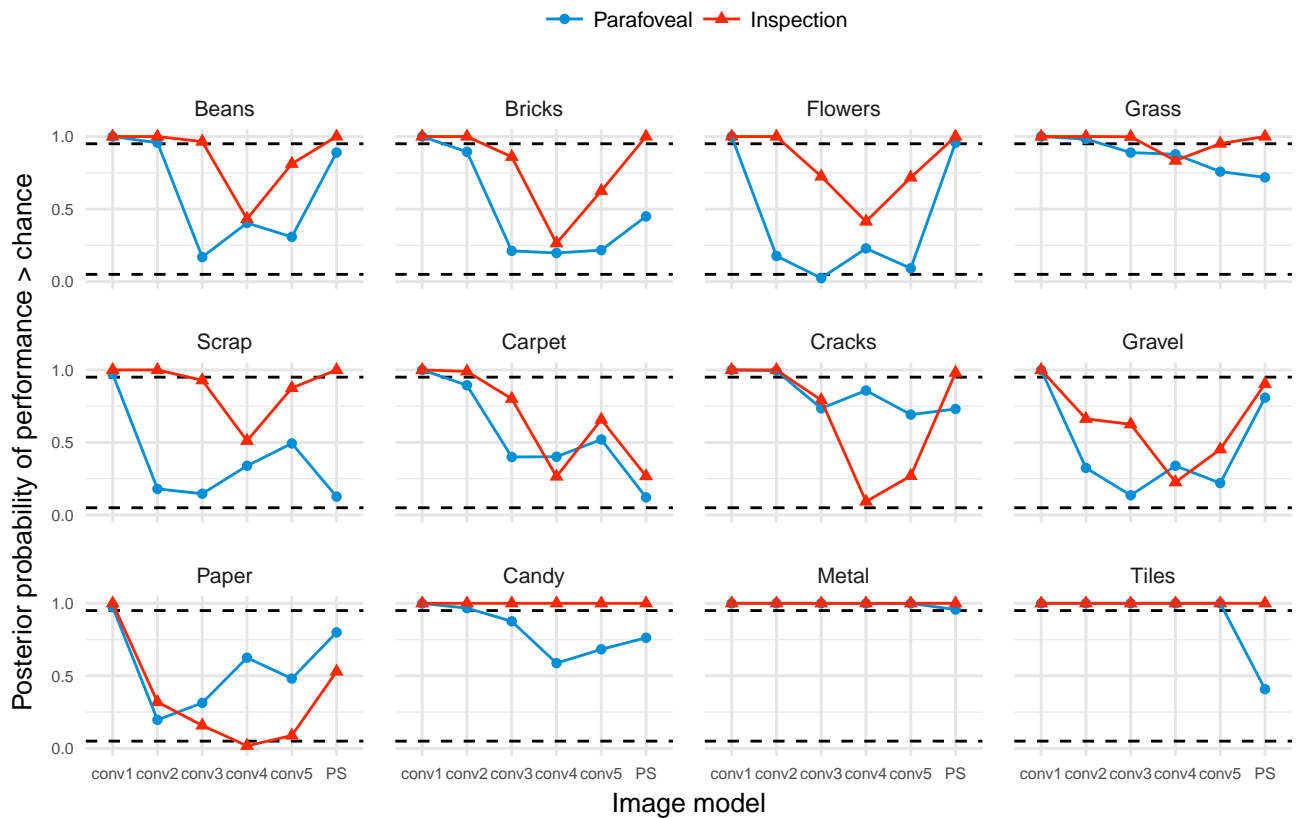 Parafoveal Inspection
Posterior probability of performance > chance
Beans Bricks Flowers Grass
1.0
0.5
0.0
Scrap Carpet Cracks Gravel
1.0
0.5
0.0
Paper Candy Metal Tiles
1.0
0.5
0.0
conv1 conv2 conv3 conv4 conv5 PS conv1 conv2 conv3 conv4 conv5 PS conv1 conv2 conv3 conv4 conv5 PS conv1 conv2 conv3 conv4 conv5 PS
Image model